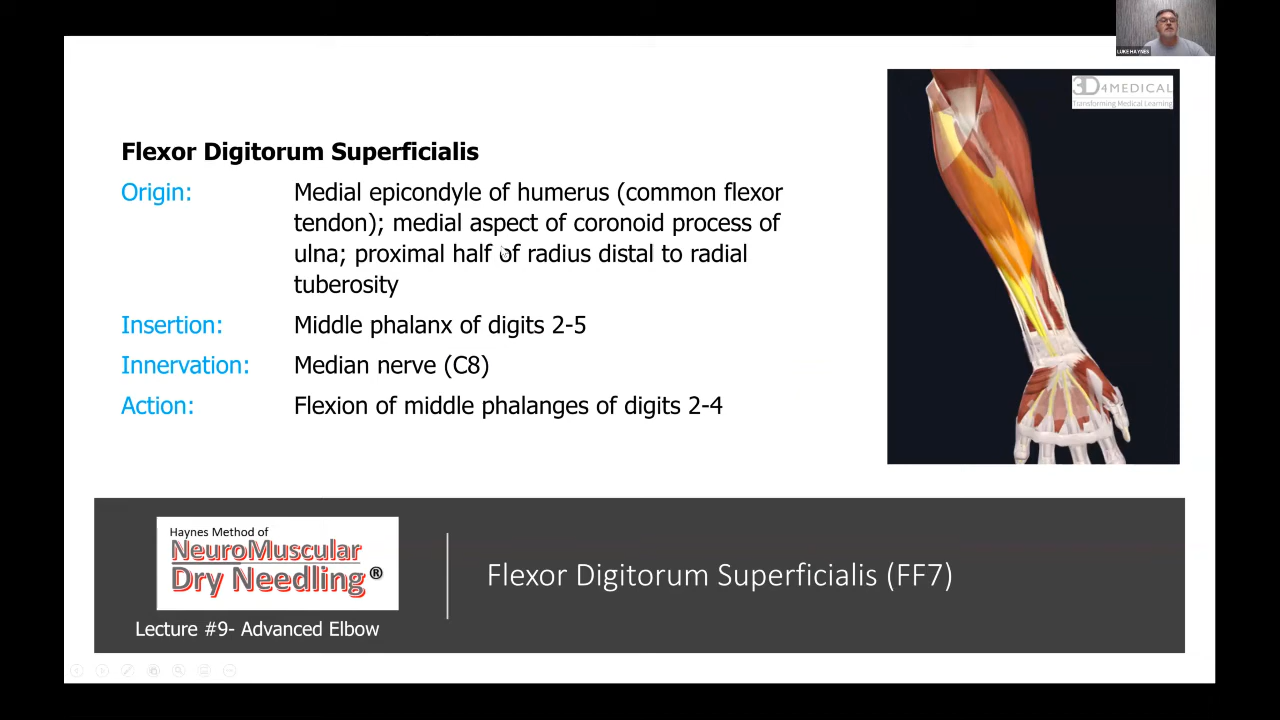 LUKE HAYNES
3D4MEDICAL
Transforming Medical Learning
Flexor Digitorum Superficialis
Origin: Medial epicondyle of humerus (common flexor
tendon); medial aspect of coronoid process of
ulna; proximal half of radius distal to radial
tuberosity
Insertion: Middle phalanx of digits 2-5
Innervation: Median nerve (C8)
Action: Flexion of middle phalanges of digits 2-4
Haynes Method of
NeuroMuscular
Dry Needling®
Lecture #9- Advanced Elbow
Flexor Digitorum Superficialis (FF7)